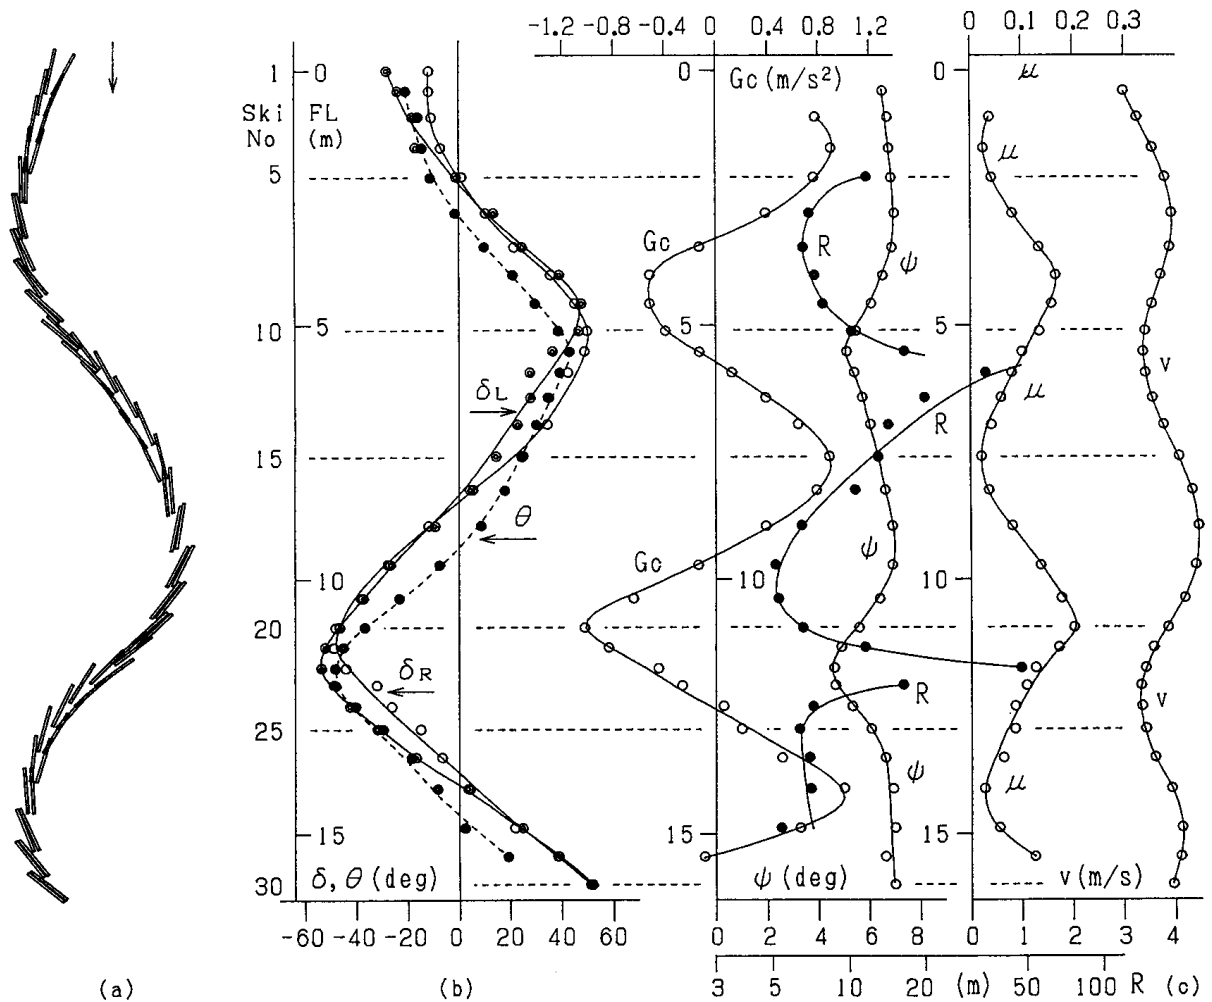 -1.2 -0.4 0 0.4 0.8 1.2 0 0.1 0.2 0.3
1 0 0 Gc (m/s²) μ 0
Ski FL
No (m)
5 μ
Gc R ψ
10 5 5 5
v
δL μ
R
15
θ
ψ
Gc
10 10 10
20
δR R v
25
ψ μ
15 15 15
30 δ, θ (deg) ψ (deg) v (m/s)
-60 -40 -20 0 20 40 60 0 2 4 6 8 0 1 2 3 4
3 5 10 20 (m) 50 100 R (c)
(a) (b)